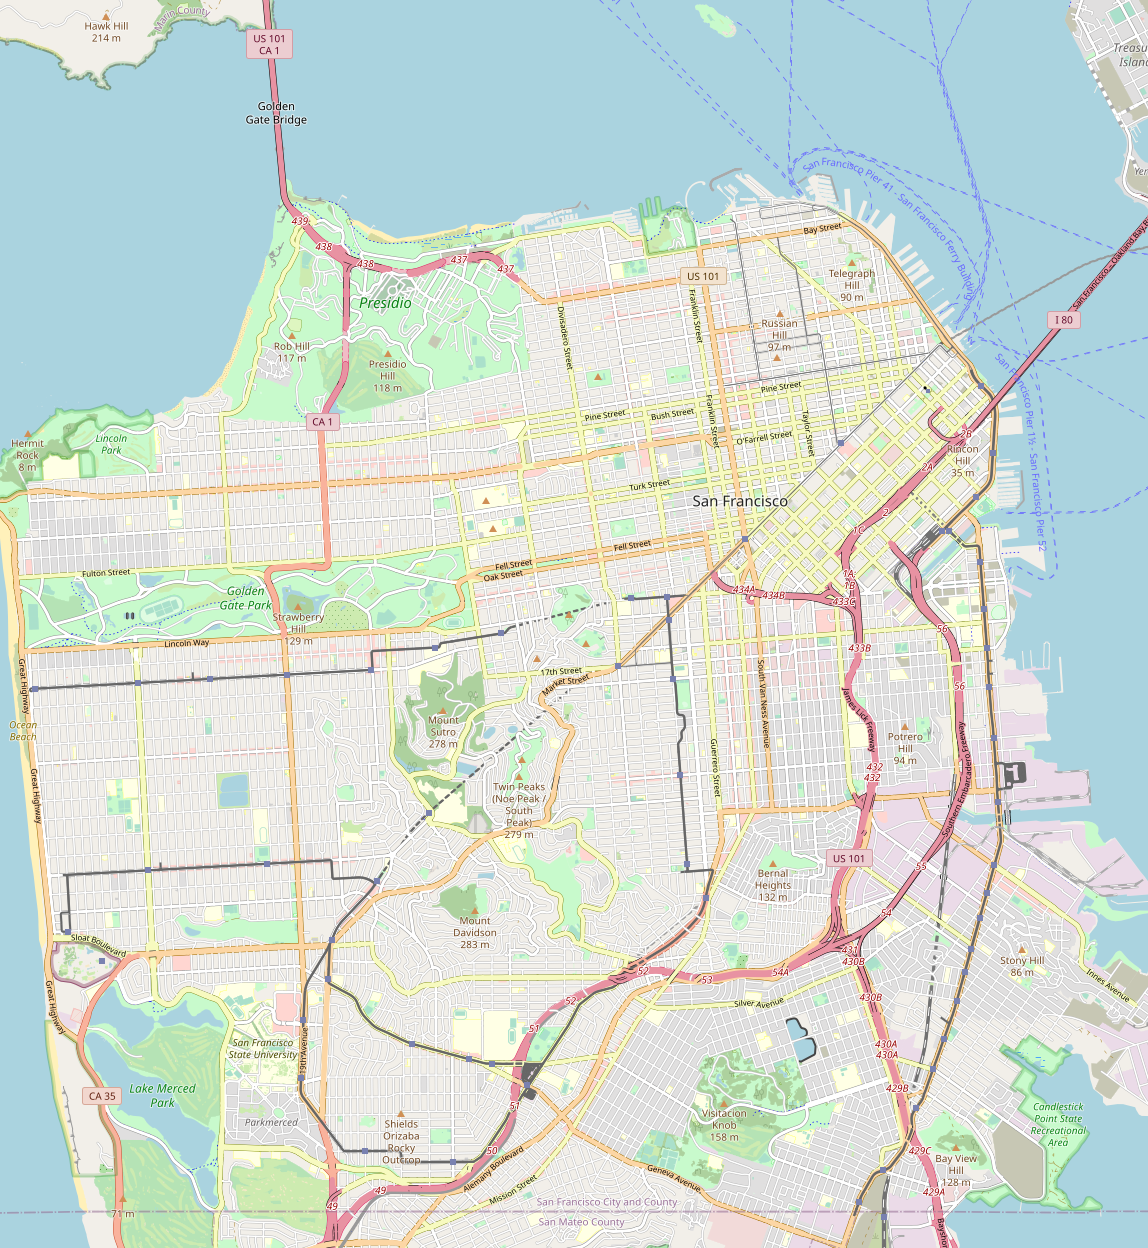 Hawk Hill
214 m
Marin County
US 101
CA 1
Golden
Gate Bridge
Treasu
Islan
Yer
San Francisco Pier 41 - San Francisco Ferry Building
439
438
438
437
437
Bay Street
US 101
Telegraph
Hill
90 m
Presidio
Franklin Street
Divisadero Street
Russian
Hill
97 m
I 80
San Francisco – Oakland Bay B
Rob Hill
117 m
Presidio
Hill
118 m
San Francisco Pier 1½ - San Francisco Pier 52
Pine Street
Pine Street
Bush Street
Franklin Street
Taylor Street
CA 1
Hermit
Rock
8 m
Lincoln
Park
O'Farrell Street
2B
Rincon
Hill
35 m
2A
Turk Street
San Francisco
2
1C
Fell Street
Fell Street
Oak Street
Fulton Street
1A
1B
434A
434B
433C
Golden
Gate Park
Strawberry
Hill
129 m
Lincoln Way
56
433B
17th Street
Market Street
Great Highway
56
South Van Ness Avenue
James Lick Freeway
Ocean
Beach
Mount
Sutro
278 m
Potrero
Hill
94 m
Guerrero Street
Great Highway
432
432
Twin Peaks
(Noe Peak /
South
Peak)
279 m
Southern Embarcadero Freeway
US 101
55
Bernal
Heights
132 m
54
Mount
Davidson
283 m
Sloat Boulevard
431
430B
Stony Hill
86 m
52
53
54A
Innes Avenue
Great Highway
52
Silver Avenue
430B
51
San Francisco
State University
19th Avenue
430A
430A
429B
Lake Merced
Park
CA 35
51
Parkmerced
Shields
Orizaba
Rocky
Outcrop
Visitacion
Knob
158 m
Candlestick
Point State
Recreational
Area
50
Alemany Boulevard
Geneva Avenue
429C
Bay View
Hill
128 m
49
Mission Street
429A
49
71 m
San Francisco City and County
San Mateo County
Bayshor